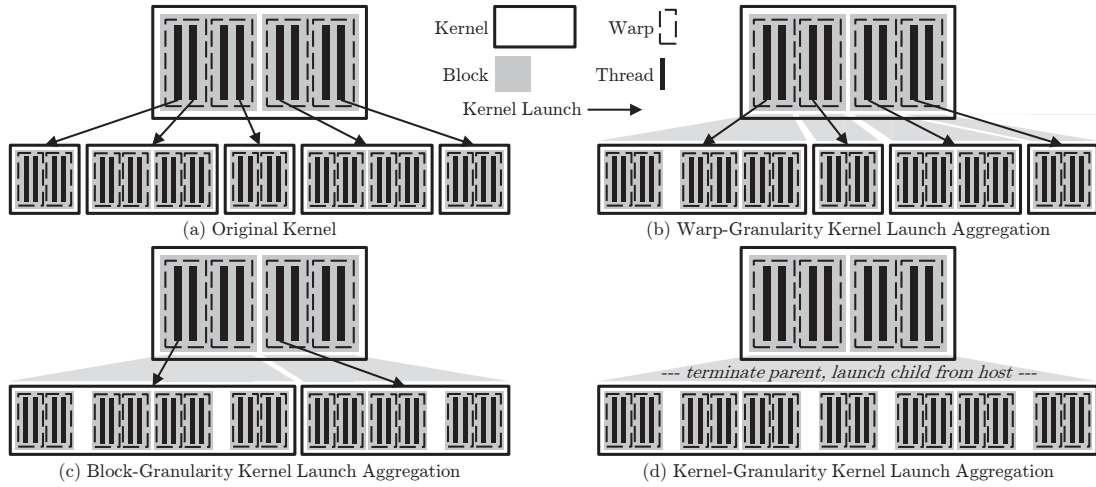 Kernel
Warp
Block
Thread
Kernel Launch
(a) Original Kernel
(b) Warp-Granularity Kernel Launch Aggregation
--- terminate parent, launch child from host ---
(c) Block-Granularity Kernel Launch Aggregation
(d) Kernel-Granularity Kernel Launch Aggregation